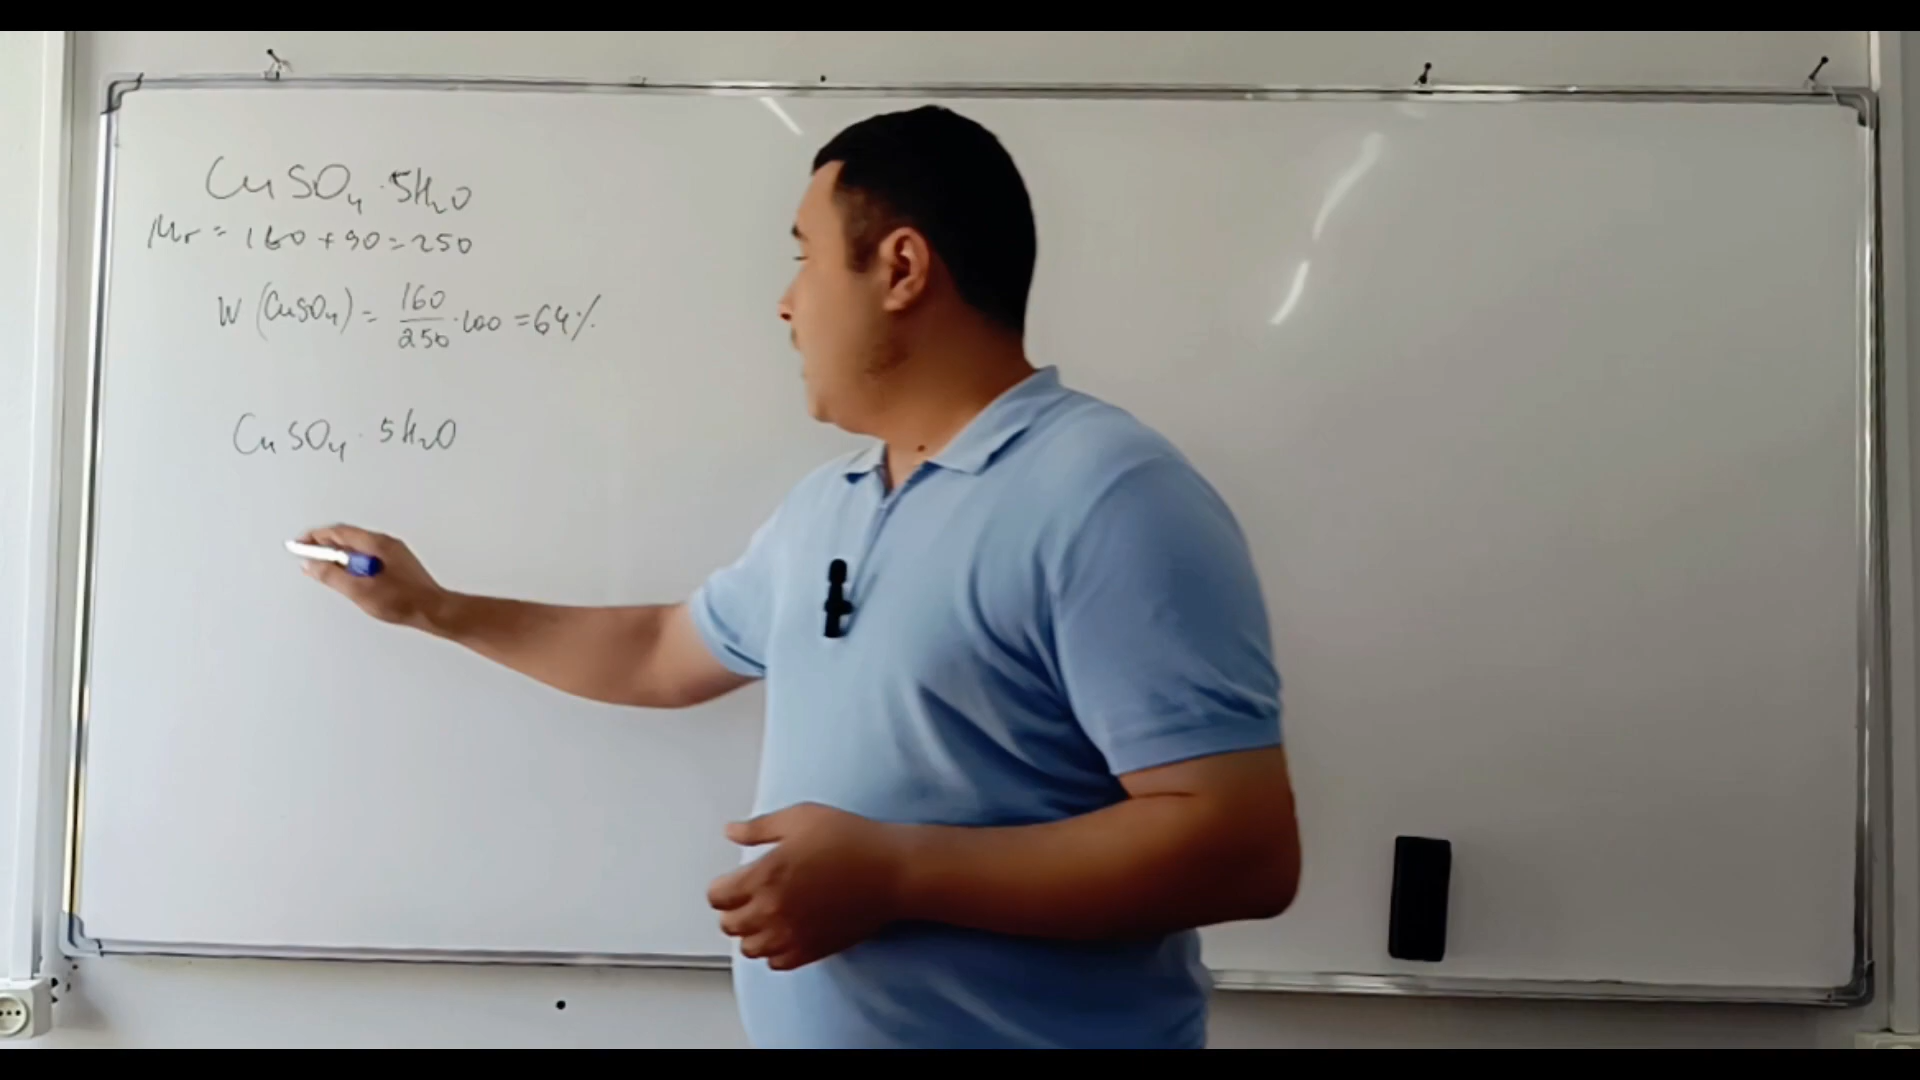 CuSO₄ · 5H₂O
Mr = 160 + 90 = 250
W (CuSO₄) = 160/250 · 100 = 64%
CuSO₄ · 5H₂O